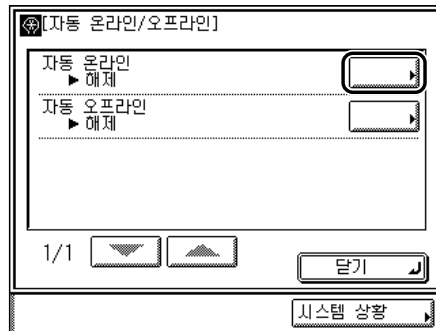 [자동 온라인/오프라인]
자동 온라인
▶ 해제
자동 오프라인
▶ 해제
1/1
닫기
시스템 상황